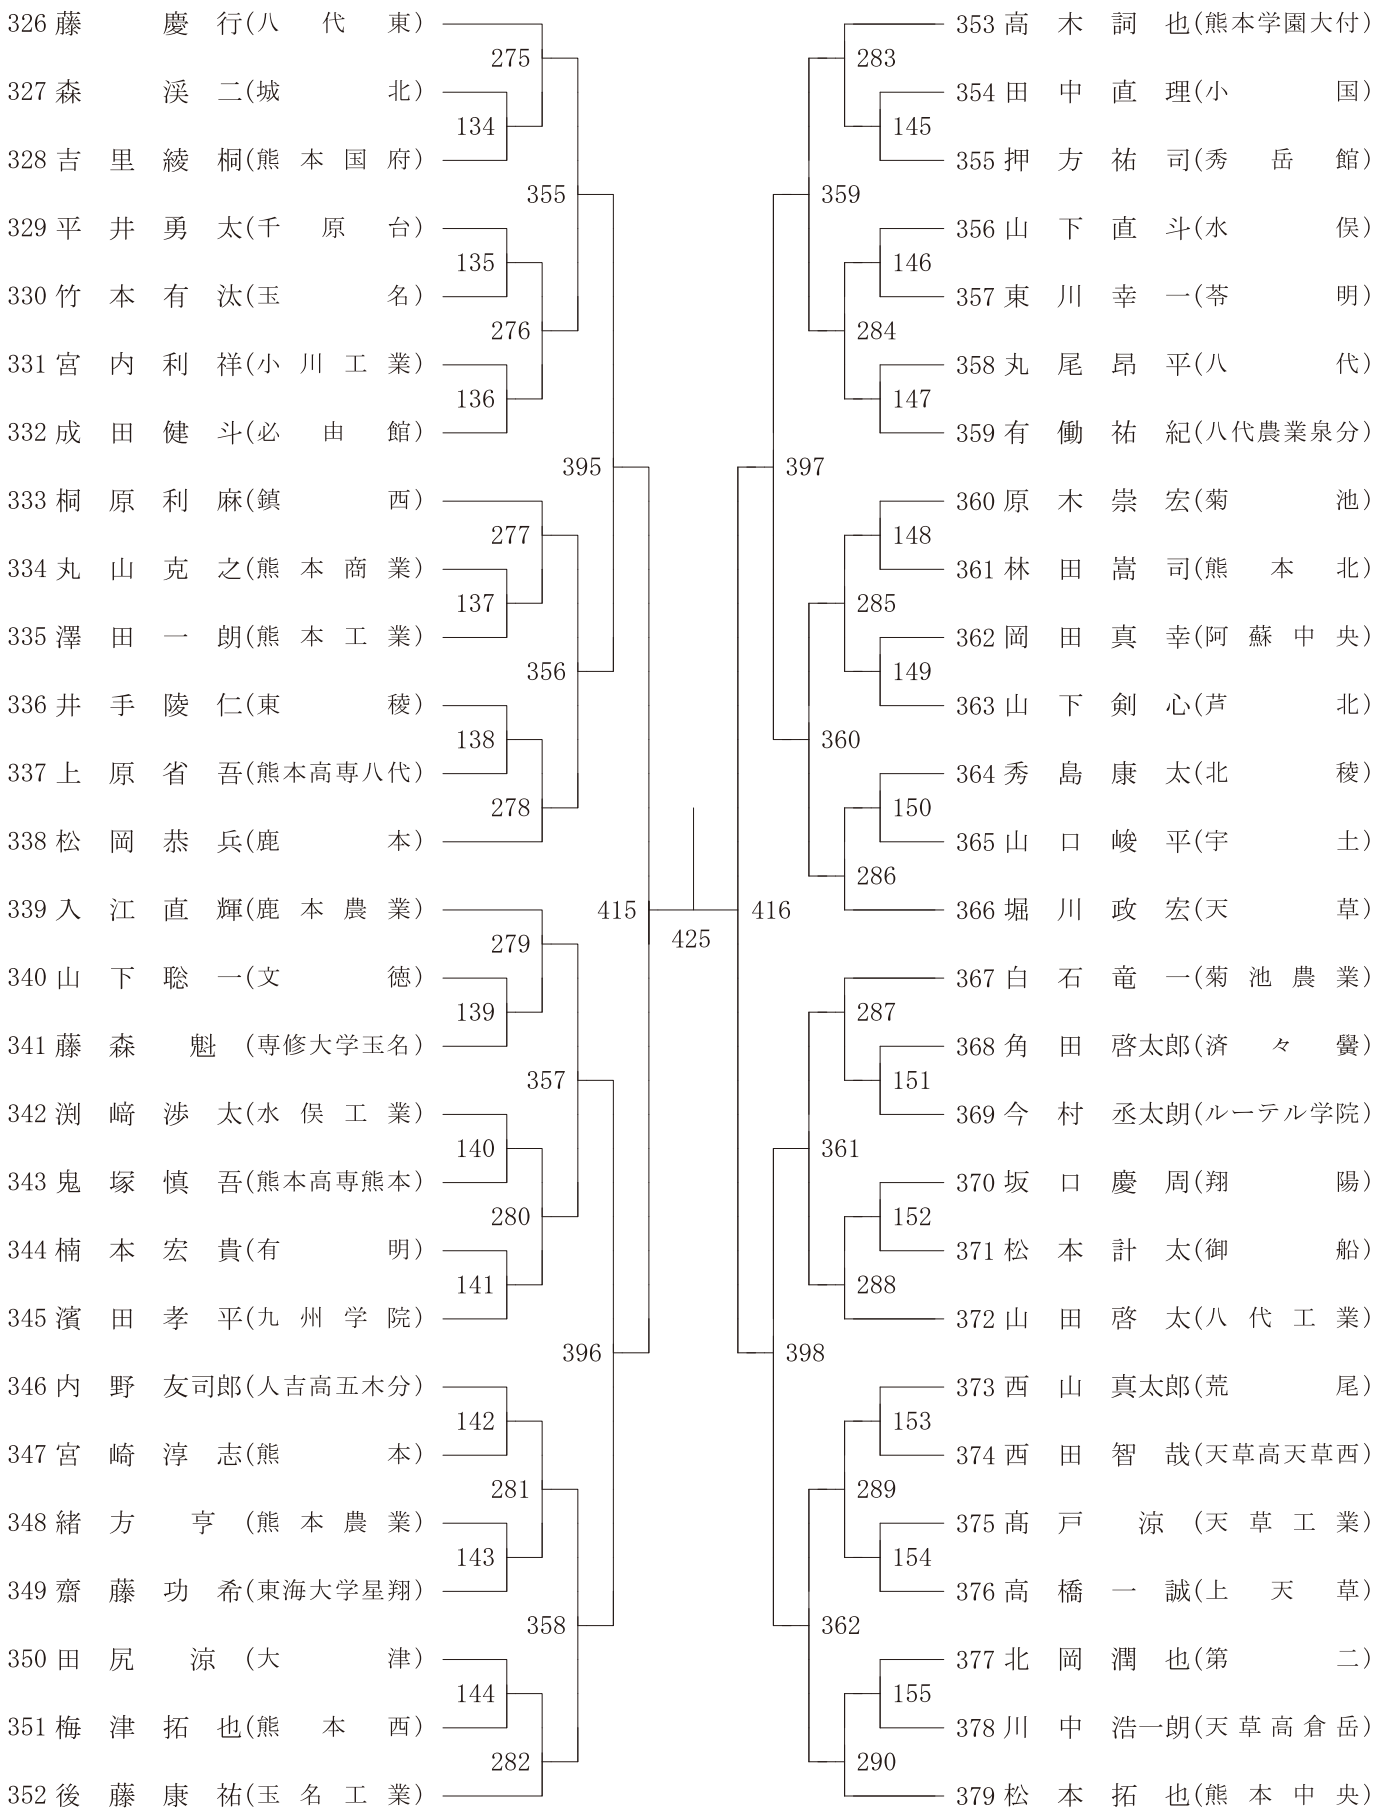 326 藤 慶 行(八代東)
275
327 森 渓 二(城北)
134
328 吉里綾桐(熊本国府)
355
329 平井勇太(千原台)
135
330 竹本有汰(玉名)
276
331 宮内利祥(小川工業)
136
332 成田健斗(必由館)
395
333 桐原利麻(鎮西)
277
334 丸山克之(熊本商業)
137
335 澤田一朗(熊本工業)
356
336 井手陵仁(東稜)
138
337 上原省吾(熊本高専八代)
278
338 松岡恭兵(鹿本)
339 入江直輝(鹿本農業)
415
279
340 山下聡一(文徳)
139
341 藤森 魁(専修大学玉名)
357
342 渕﨑渉太(水俣工業)
140
343 鬼塚慎吾(熊本高専熊本)
280
344 楠本宏貴(有明)
141
345 濱田孝平(九州学院)
396
346 内野友司郎(人吉高五木分)
142
347 宮崎淳志(熊本)
281
348 緒方 亨(熊本農業)
143
349 齋藤功希(東海大学星翔)
358
350 田尻 涼(大津)
144
351 梅津拓也(熊本西)
282
352 後藤康祐(玉名工業)
425
353 高木詞也(熊本学園大付)
283
354 田中直理(小国)
145
355 押方祐司(秀岳館)
359
356 山下直斗(水俣)
146
357 東川幸一(苓明)
284
358 丸尾昂平(八代)
147
359 有働祐紀(八代農業泉分)
397
360 原木崇宏(菊池)
148
361 林田嵩司(熊本北)
285
362 岡田真幸(阿蘇中央)
149
363 山下剣心(芦北)
360
364 秀島康太(北稜)
150
365 山口峻平(宇土)
286
366 堀川政宏(天草)
416
367 白石竜一(菊池農業)
287
368 角田啓太郎(済々黌)
151
369 今村丞太朗(ルーテル学院)
361
370 坂口慶周(翔陽)
152
371 松本計太(御船)
288
372 山田啓太(八代工業)
398
373 西山真太郎(荒尾)
153
374 西田智哉(天草高天草西)
289
375 髙戸 涼(天草工業)
154
376 高橋一誠(上天草)
362
377 北岡潤也(第二)
155
378 川中浩一朗(天草高倉岳)
290
379 松本拓也(熊本中央)